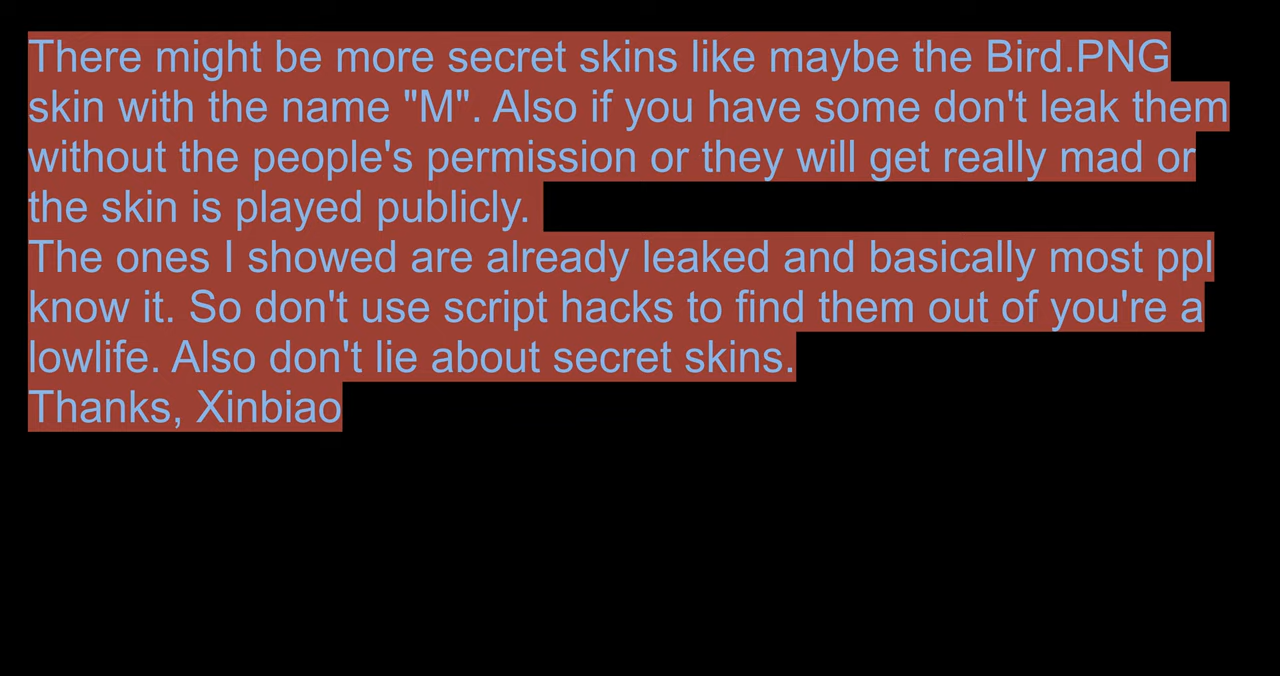 There might be more secret skins like maybe the Bird.PNG
skin with the name "M". Also if you have some don't leak them
without the people's permission or they will get really mad or
the skin is played publicly.
The ones I showed are already leaked and basically most ppl
know it. So don't use script hacks to find them out of you're a
lowlife. Also don't lie about secret skins.
Thanks, Xinbiao